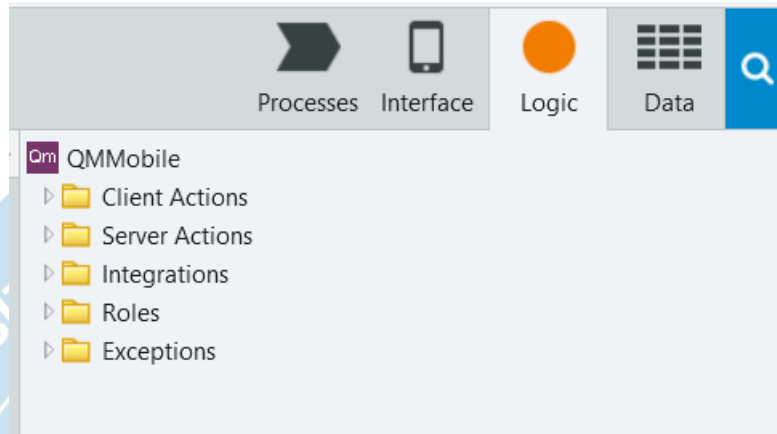 Processes Interface Logic Data
Qm QMMobile
Client Actions
Server Actions
Integrations
Roles
Exceptions